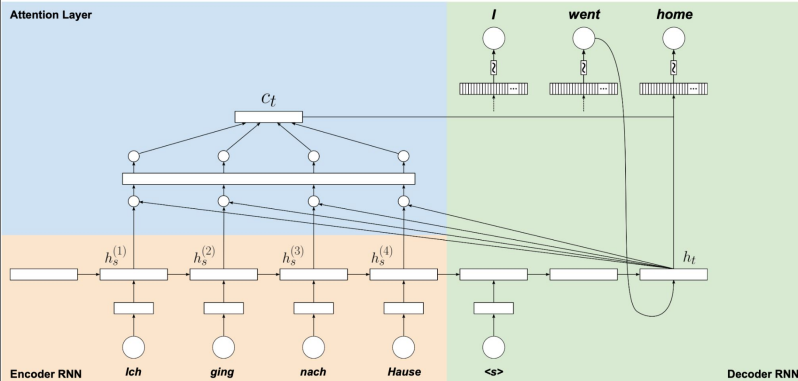 Attention Layer
I went home
c_t
h_s^{(1)} h_s^{(2)} h_s^{(3)} h_s^{(4)} h_t
Ich ging nach Hause <s>
Encoder RNN Decoder RNN